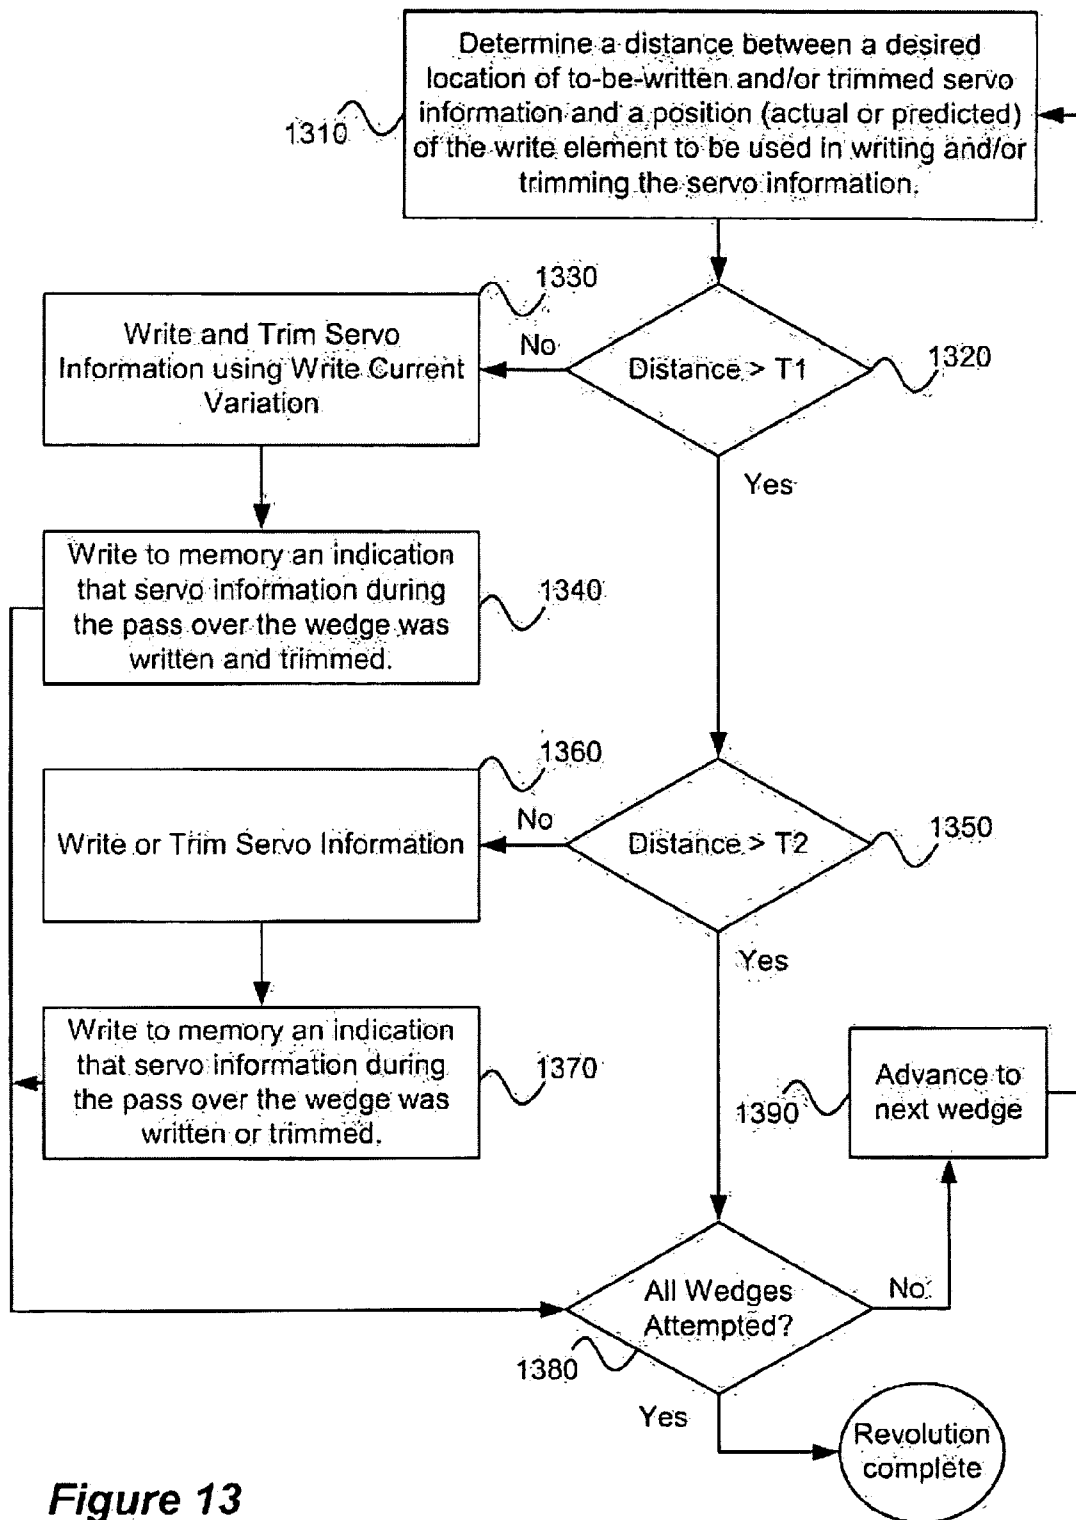 Determine a distance between a desired
location of to-be-written and/or trimmed servo
information and a position (actual or predicted)
of the write element to be used in writing and/or
trimming the servo information.
1310
1330
Write and Trim Servo
Information using Write Current
Variation
No
Distance > T1
1320
Yes
Write to memory an indication
that servo information during
the pass over the wedge was
written and trimmed.
1340
1360
Write or Trim Servo Information
No
Distance > T2
1350
Yes
Write to memory an indication
that servo information during
the pass over the wedge was
written or trimmed.
1370
Advance to
next wedge
1390
All Wedges
Attempted?
No
1380
Yes
Revolution
complete
Figure 13